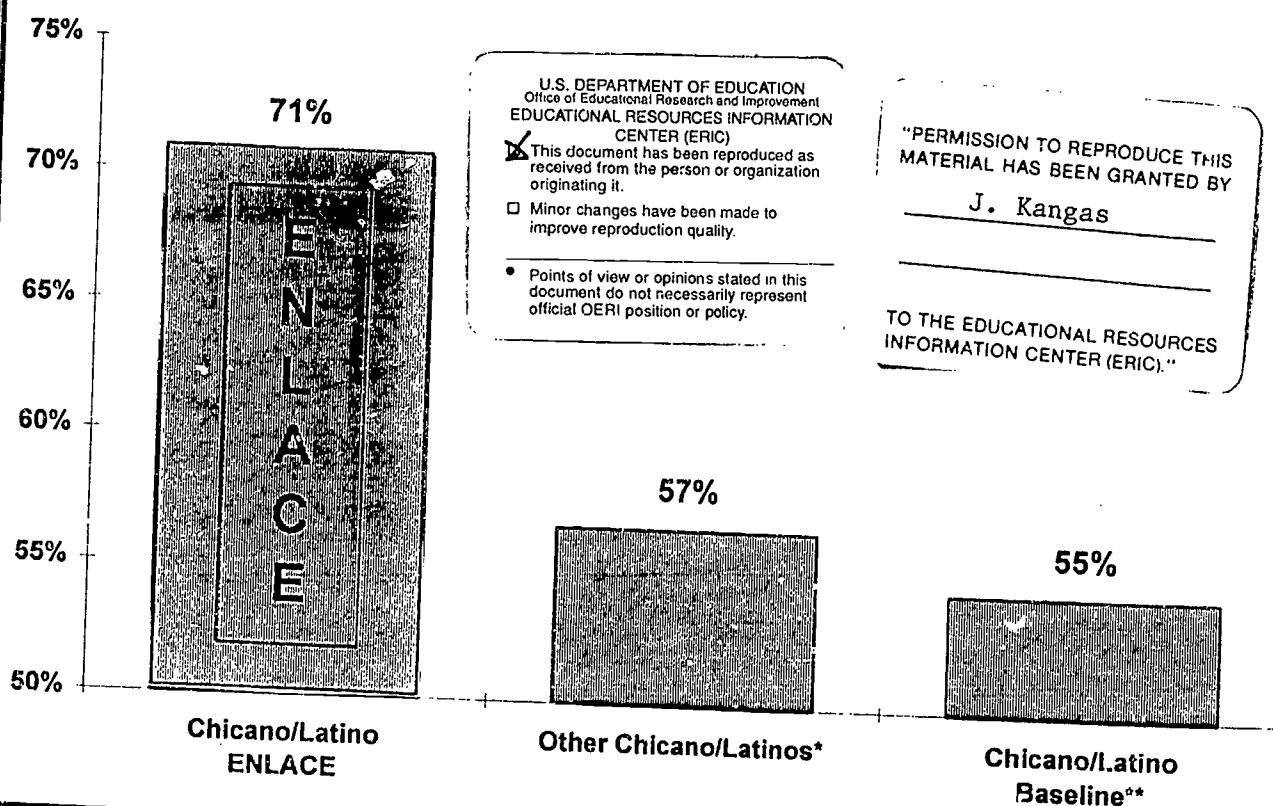 75%
70%
65%
60%
55%
50%
71%
E
N
L
A
C
E
57%
55%
Chicano/Latino
ENLACE
Other Chicano/Latinos*
Chicano/Latino
Baseline**
U.S. DEPARTMENT OF EDUCATION
Office of Educational Research and Improvement
EDUCATIONAL RESOURCES INFORMATION
CENTER (ERIC)
This document has been reproduced as
received from the person or organization
originating it.
□ Minor changes have been made to
improve reproduction quality.
• Points of view or opinions stated in this
document do not necessarily represent
official OERI position or policy.
"PERMISSION TO REPRODUCE THIS
MATERIAL HAS BEEN GRANTED BY
J. Kangas
TO THE EDUCATIONAL RESOURCES
INFORMATION CENTER (ERIC)."